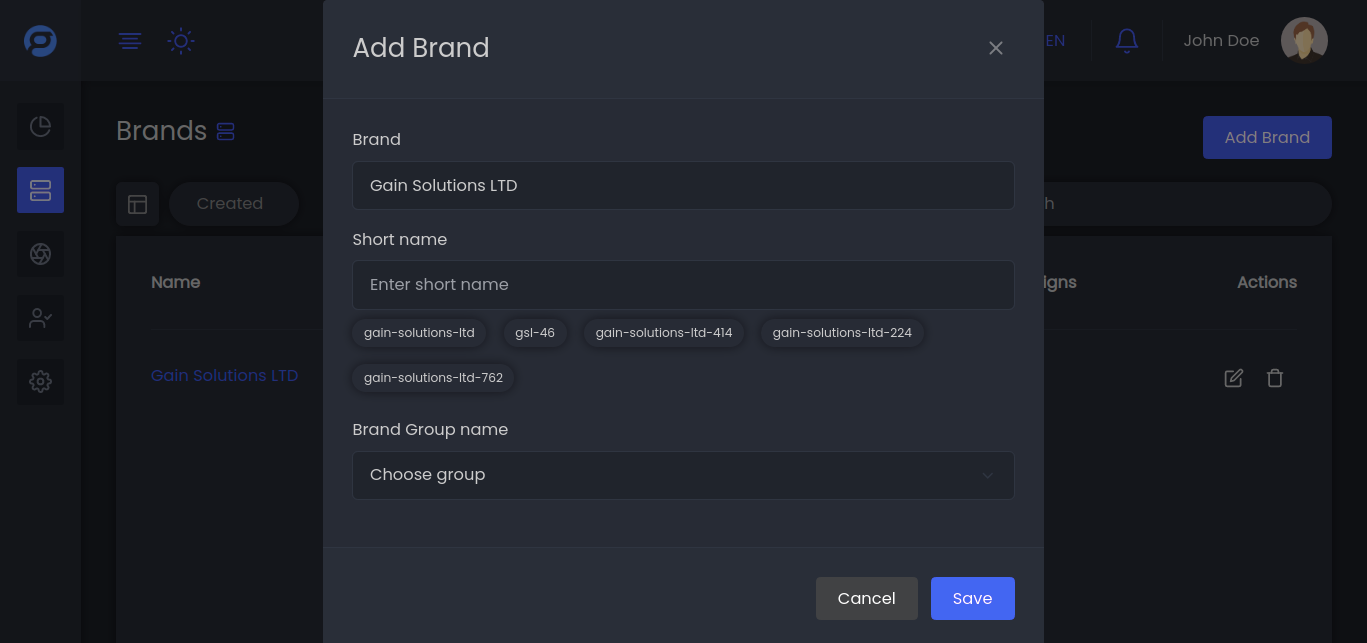 Add Brand
EN
John Doe
Brands
Add Brand
Created
h
Brand
Gain Solutions LTD
Short name
Enter short name
gain-solutions-ltd gsl-46 gain-solutions-ltd-414 gain-solutions-ltd-224
gain-solutions-ltd-762
Brand Group name
Choose group
Cancel Save
Name igns Actions
Gain Solutions LTD